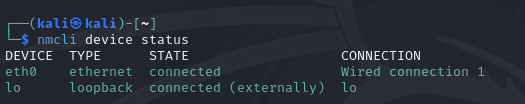 ┌──(kali㉿kali)-[~]
└─$ nmcli device status
DEVICE  TYPE      STATE                   CONNECTION
eth0    ethernet  connected               Wired connection 1
lo      loopback  connected (externally)  lo